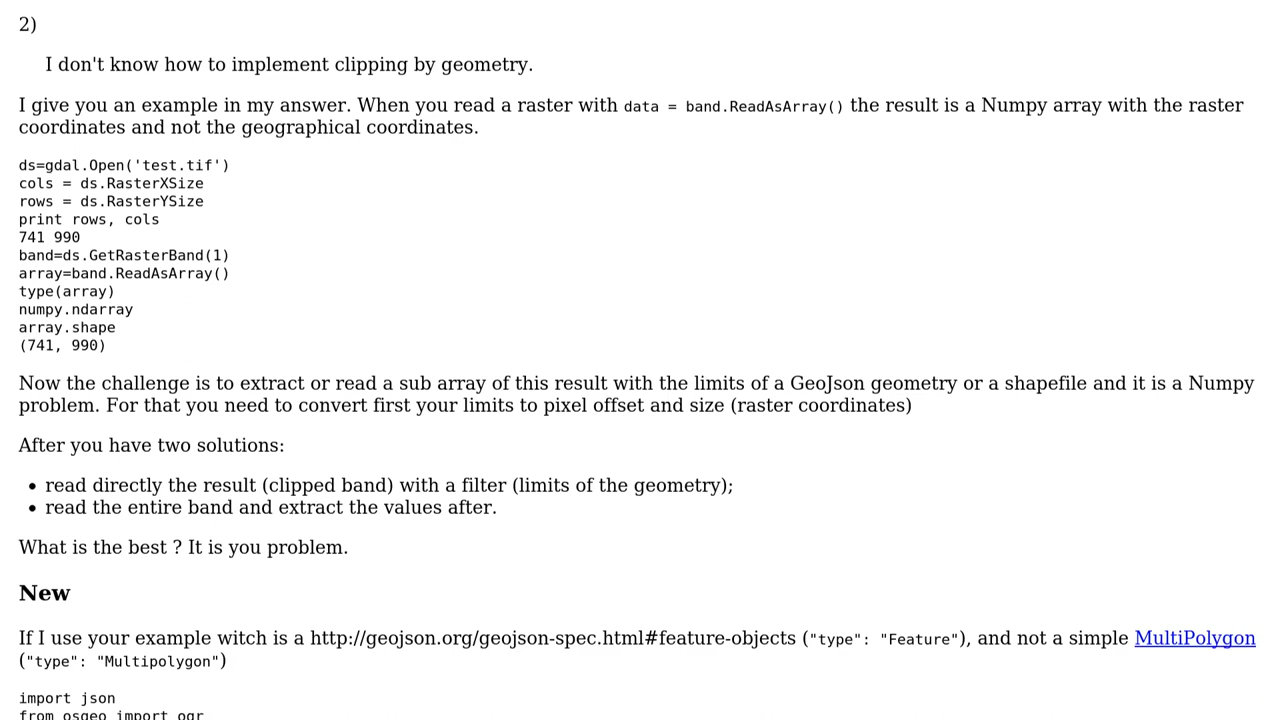 2)
I don't know how to implement clipping by geometry.
I give you an example in my answer. When you read a raster with data = band.ReadAsArray() the result is a Numpy array with the raster
coordinates and not the geographical coordinates.
ds=gdal.Open('test.tif')
cols = ds.RasterXSize
rows = ds.RasterYSize
print rows, cols
741 990
band=ds.GetRasterBand(1)
array=band.ReadAsArray()
type(array)
numpy.ndarray
array.shape
(741, 990)
Now the challenge is to extract or read a sub array of this result with the limits of a GeoJson geometry or a shapefile and it is a Numpy
problem. For that you need to convert first your limits to pixel offset and size (raster coordinates)
After you have two solutions:
• read directly the result (clipped band) with a filter (limits of the geometry);
• read the entire band and extract the values after.
What is the best ? It is you problem.
New
If I use your example witch is a http://geojson.org/geojson-spec.html#feature-objects ("type": "Feature"), and not a simple MultiPolygon
("type": "Multipolygon")
import json
from osgeo import ogr